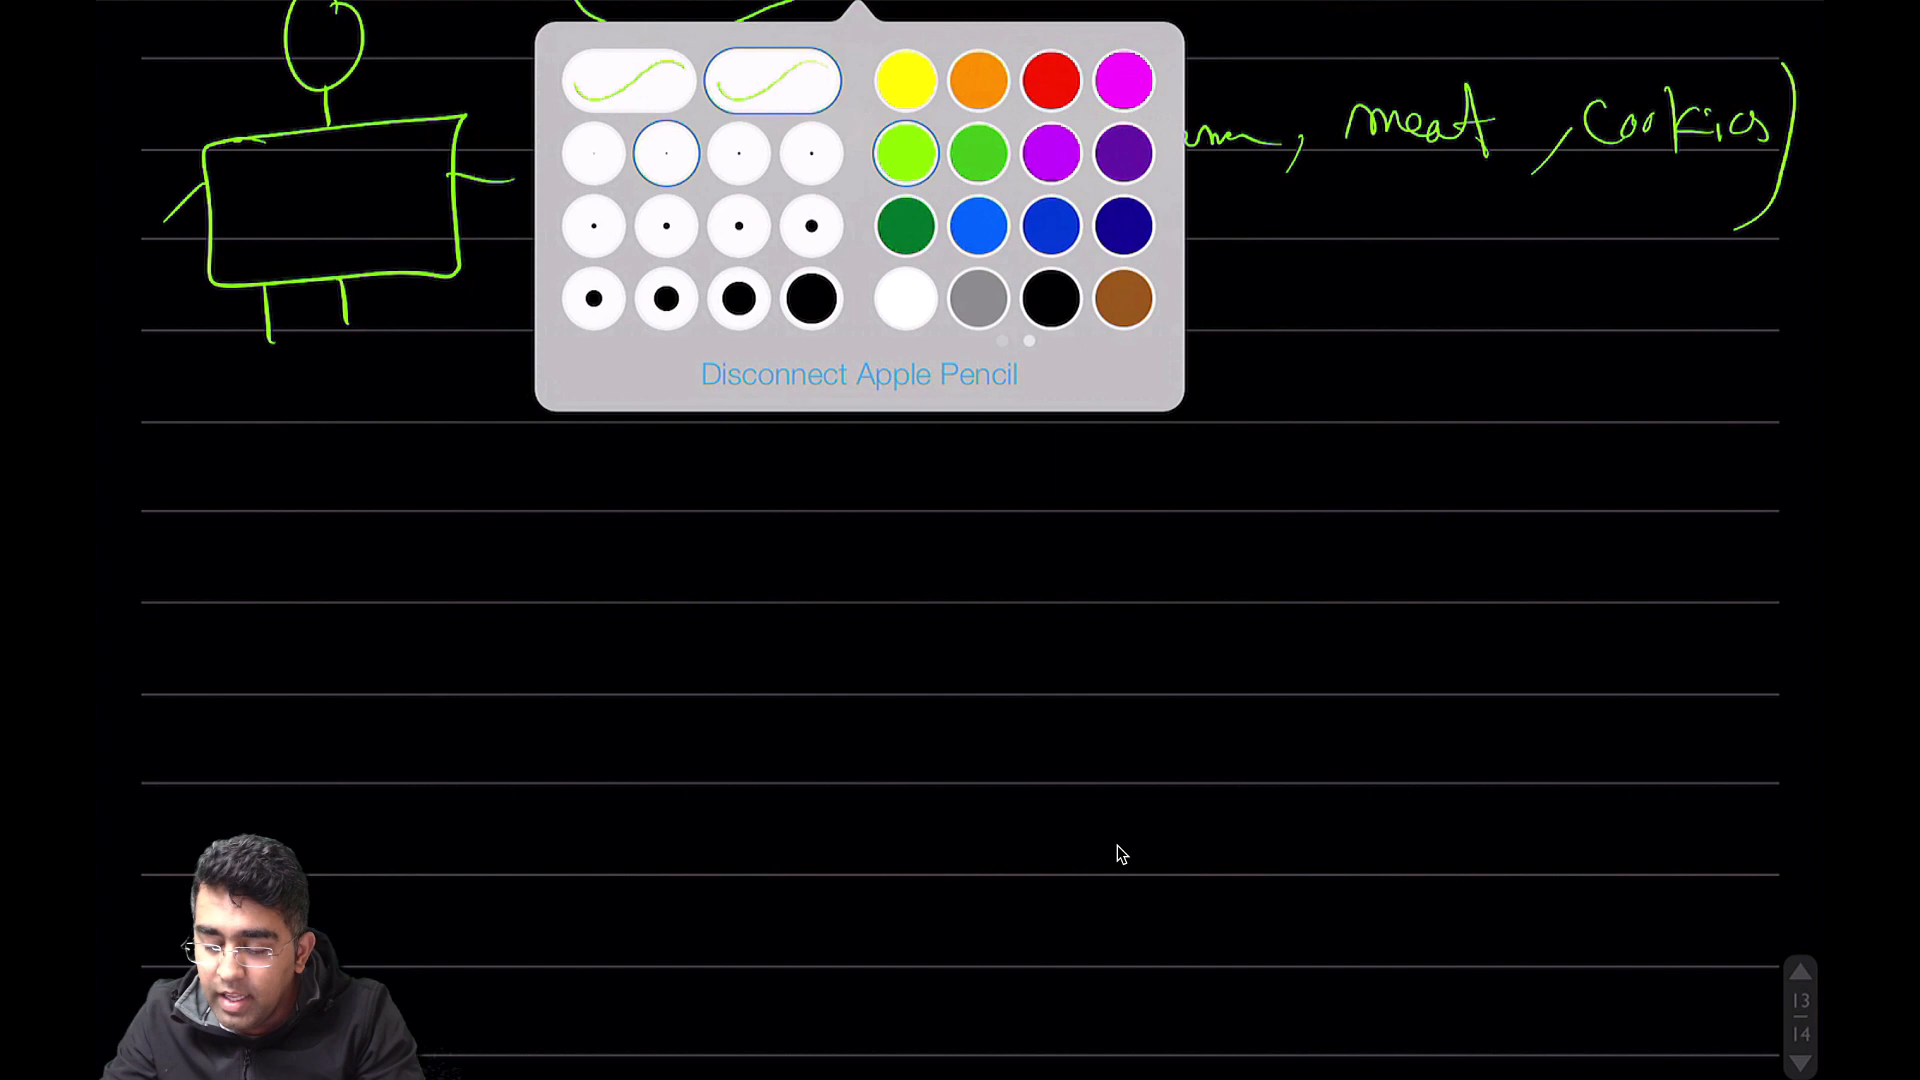 , meat , cookies )
Disconnect Apple Pencil
13
14